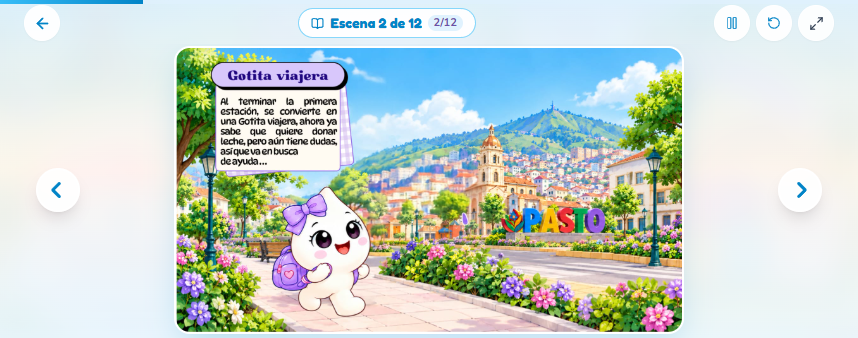 Escena 2 de 12 2/12
Gotita viajera
Al terminar la primera
estación, se convierte en
una Gotita viajera, ahora ya
sabe que quiere donar
leche, pero aún tiene dudas,
así que va en busca
de ayuda...
PASTO